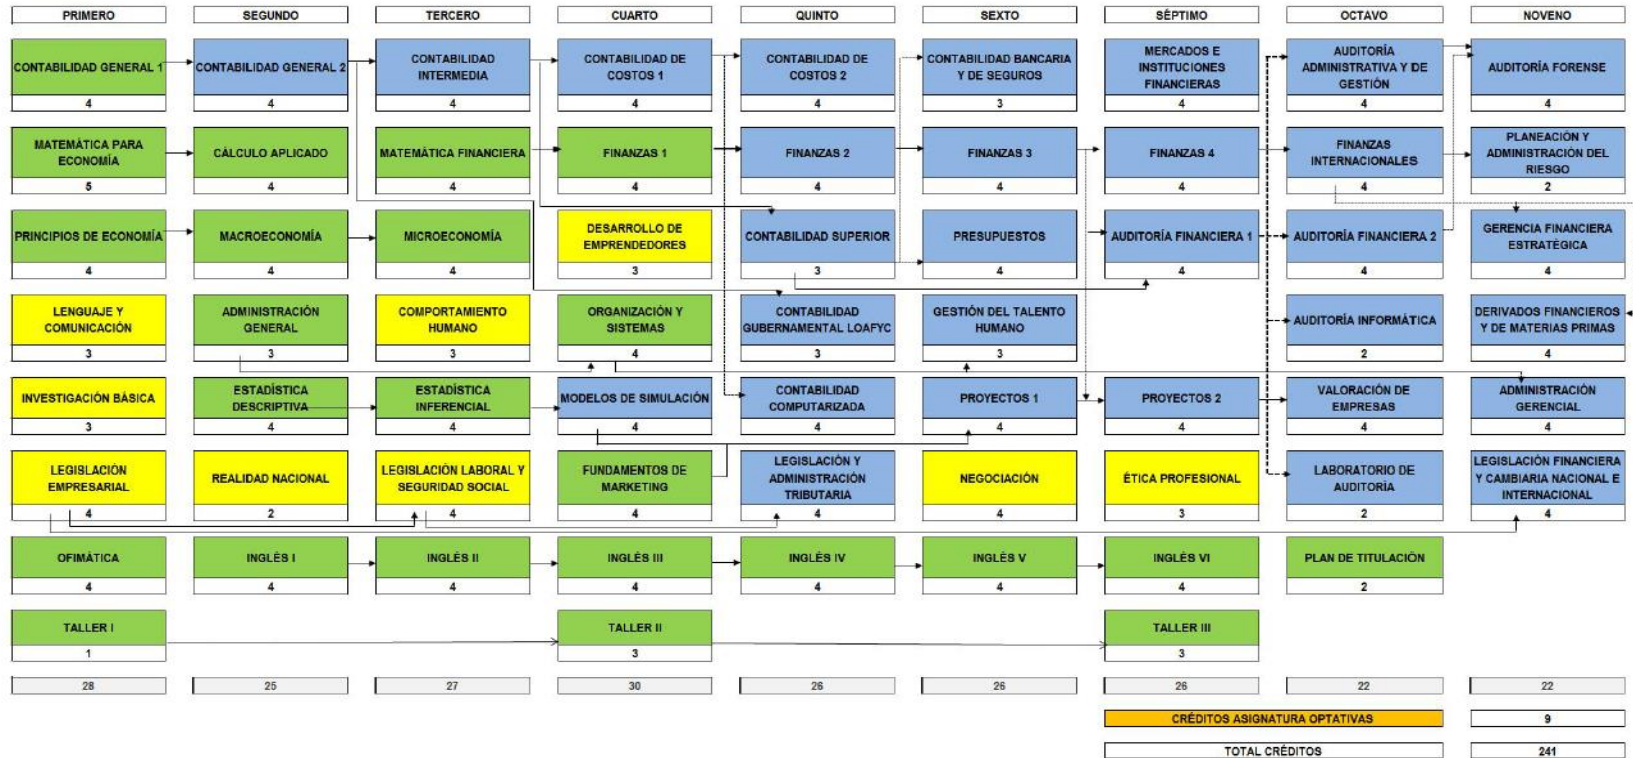 PRIMERO SEGUNDO TERCERO CUARTO QUINTO SEXTO SÉPTIMO OCTAVO NOVENO
CONTABILIDAD GENERAL 1
4
CONTABILIDAD GENERAL 2
4
CONTABILIDAD
INTERMEDIA
4
CONTABILIDAD DE
COSTOS 1
4
CONTABILIDAD DE
COSTOS 2
4
CONTABILIDAD BANCARIA
Y DE SEGUROS
3
MERCADOS E
INSTITUCIONES
FINANCIERAS
4
AUDITORÍA
ADMINISTRATIVA Y DE
GESTIÓN
4
AUDITORÍA FORENSE
4
MATEMÁTICA PARA
ECONOMÍA
5
CÁLCULO APLICADO
4
MATEMÁTICA FINANCIERA
4
FINANZAS 1
4
FINANZAS 2
4
FINANZAS 3
4
FINANZAS 4
4
FINANZAS
INTERNACIONALES
4
PLANEACIÓN Y
ADMINISTRACIÓN DEL
RIESGO
2
PRINCIPIOS DE ECONOMÍA
4
MACROECONOMÍA
4
MICROECONOMÍA
4
DESARROLLO DE
EMPRENDEDORES
3
CONTABILIDAD SUPERIOR
3
PRESUPUESTOS
4
AUDITORÍA FINANCIERA 1
4
AUDITORÍA FINANCIERA 2
4
GERENCIA FINANCIERA
ESTRATÉGICA
4
LENGUAJE Y
COMUNICACIÓN
3
ADMINISTRACIÓN
GENERAL
3
COMPORTAMIENTO
HUMANO
3
ORGANIZACIÓN Y
SISTEMAS
4
CONTABILIDAD
GUBERNAMENTAL LOAFYC
3
GESTIÓN DEL TALENTO
HUMANO
3
AUDITORÍA INFORMÁTICA
2
DERIVADOS FINANCIEROS
Y DE MATERIAS PRIMAS
4
INVESTIGACIÓN BÁSICA
3
ESTADÍSTICA
DESCRIPTIVA
4
ESTADÍSTICA
INFERENCIAL
4
MODELOS DE SIMULACIÓN
4
CONTABILIDAD
COMPUTARIZADA
4
PROYECTOS 1
4
PROYECTOS 2
4
VALORACIÓN DE
EMPRESAS
4
ADMINISTRACIÓN
GERENCIAL
4
LEGISLACIÓN
EMPRESARIAL
4
REALIDAD NACIONAL
2
LEGISLACIÓN LABORAL Y
SEGURIDAD SOCIAL
4
FUNDAMENTOS DE
MARKETING
4
LEGISLACIÓN Y
ADMINISTRACIÓN
TRIBUTARIA
4
NEGOCIACIÓN
4
ÉTICA PROFESIONAL
3
LABORATORIO DE
AUDITORÍA
2
LEGISLACIÓN FINANCIERA
Y CAMBIARIA NACIONAL E
INTERNACIONAL
4
OFIMÁTICA
4
INGLÉS I
4
INGLÉS II
4
INGLÉS III
4
INGLÉS IV
4
INGLÉS V
4
INGLÉS VI
4
PLAN DE TITULACIÓN
2
TALLER I
1
TALLER II
3
TALLER III
3
28 25 27 30 26 26 26 22 22
CRÉDITOS ASIGNATURA OPTATIVAS 9
TOTAL CRÉDITOS 241